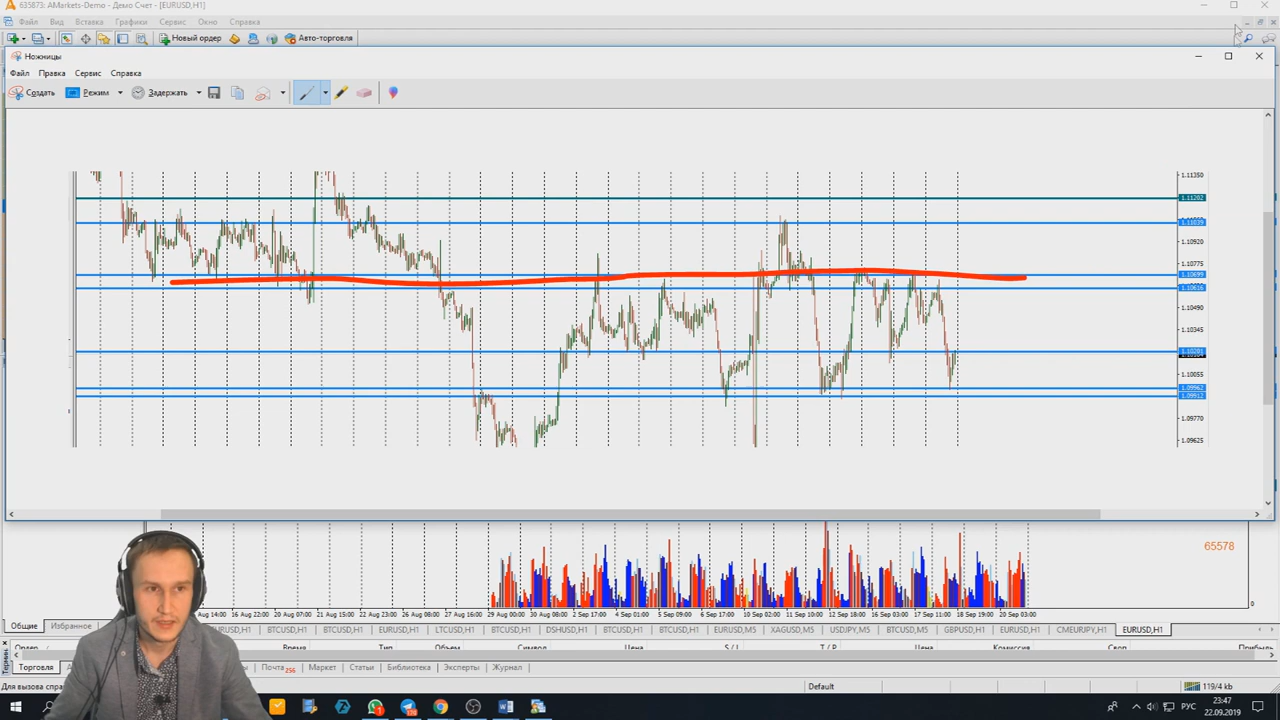 635873: AMarkets-Demo - Демо Счет - [EURUSD,H1]
Файл Вид Вставка Графики Сервис Окно Справка
Новый ордер Авто-торговля
Ножницы
Файл Правка Сервис Справка
Создать Режим Задержать
1.11350
1.11202
1.11039
1.10920
1.10775
1.10699
1.10616
1.10490
1.10345
1.10201
1.10055
1.09962
1.09912
1.09770
1.09625
65578
0
Aug 14:00 16 Aug 22:00 20 Aug 07:00 21 Aug 15:00 22 Aug 23:00 26 Aug 08:00 27 Aug 16:00 29 Aug 00:00 30 Aug 08:00 2 Sep 17:00 4 Sep 01:00 5 Sep 09:00 6 Sep 17:00 10 Sep 02:00 11 Sep 10:00 12 Sep 18:00 16 Sep 03:00 17 Sep 11:00 18 Sep 19:00 20 Sep 03:00
Общие Избранное BTCUSD,H1 BTCUSD,H1 EURUSD,H1 LTCUSD,H1 BTCUSD,H1 DSHUSD,H1 BTCUSD,H1 BTCUSD,H1 EURUSD,M5 XAGUSD,M5 USDJPY,M5 BTCUSD,M5 GBPUSD,H1 EURUSD,H1 CMEURJPY,H1 EURUSD,H1
Ордер Время Тип Объем Цена S / L T / P Цена Комиссия Своп Прибыль
Торговля Почта 256 Маркет Статьи Библиотека Эксперты Журнал
Для вызова спра Default 119/4 kb
РУС 23:47
22.09.2019